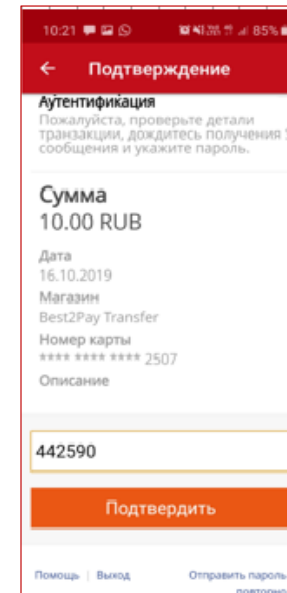 10:21 85%
Подтверждение
Аутентификация
Пожалуйста, проверьте детали
транзакции, дождитесь получения
сообщения и укажите пароль.
Сумма
10.00 RUB
Дата
16.10.2019
Магазин
Best2Pay Transfer
Номер карты
**** **** **** 2507
Описание
442590
Подтвердить
Помощь | Выход Отправить пароль
повторно